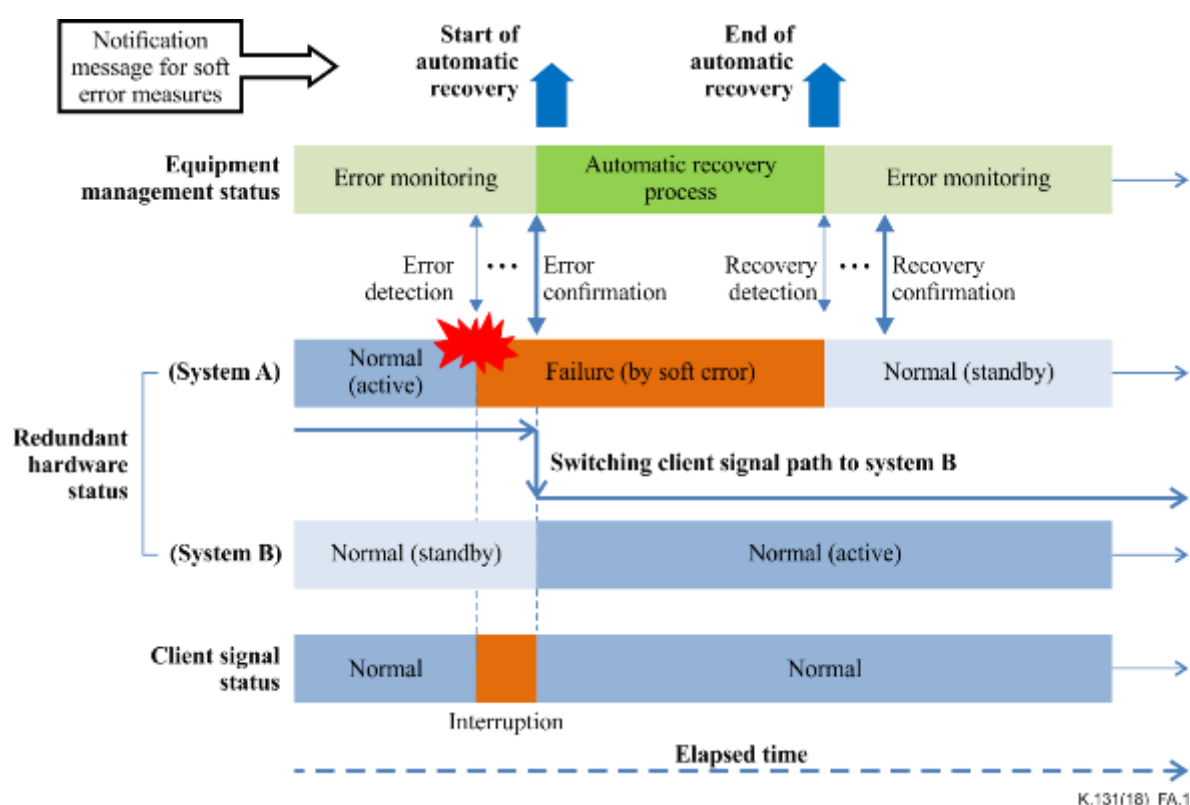 Notification
message for soft
error measures
Start of
automatic
recovery
End of
automatic
recovery
Equipment
management status
Error monitoring
Automatic recovery
process
Error monitoring
Error
detection
...
Error
confirmation
Recovery
detection
...
Recovery
confirmation
Redundant
hardware
status
(System A)
Normal
(active)
Failure (by soft error)
Normal (standby)
Switching client signal path to system B
(System B)
Normal (standby)
Normal (active)
Client signal
status
Normal
Normal
Interruption
Elapsed time
K.131(18)_FA.1